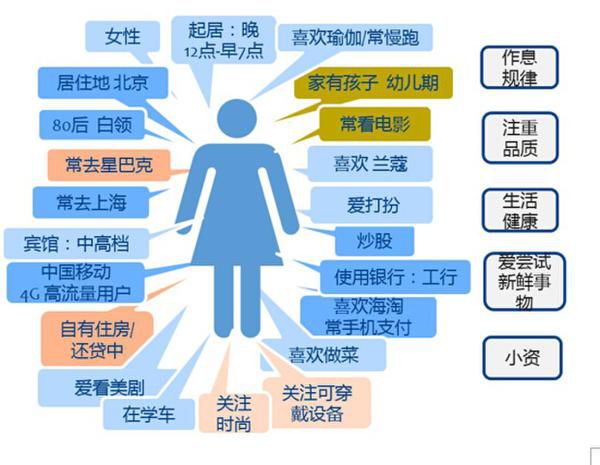 女性
起居：晚
12点-早7点
喜欢瑜伽/常慢跑
居住地 北京
家有孩子 幼儿期
80后 白领
常看电影
常去星巴克
喜欢 兰蔻
常去上海
爱打扮
宾馆：中高档
炒股
中国移动
4G 高流量用户
使用银行：工行
自有住房/
还贷中
喜欢海淘
常手机支付
爱看美剧
喜欢做菜
在学车
关注
时尚
关注可穿
戴设备
作息
规律
注重
品质
生活
健康
爱尝试
新鲜事
物
小资